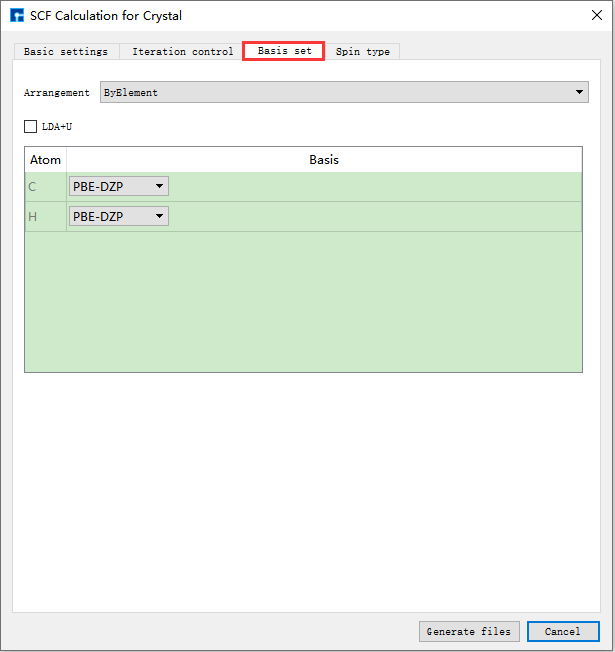 SCF Calculation for Crystal
Basic settings Iteration control Basis set Spin type
Arrangement ByElement
LDA+U
Atom Basis
C PBE-DZP
H PBE-DZP
Generate files Cancel